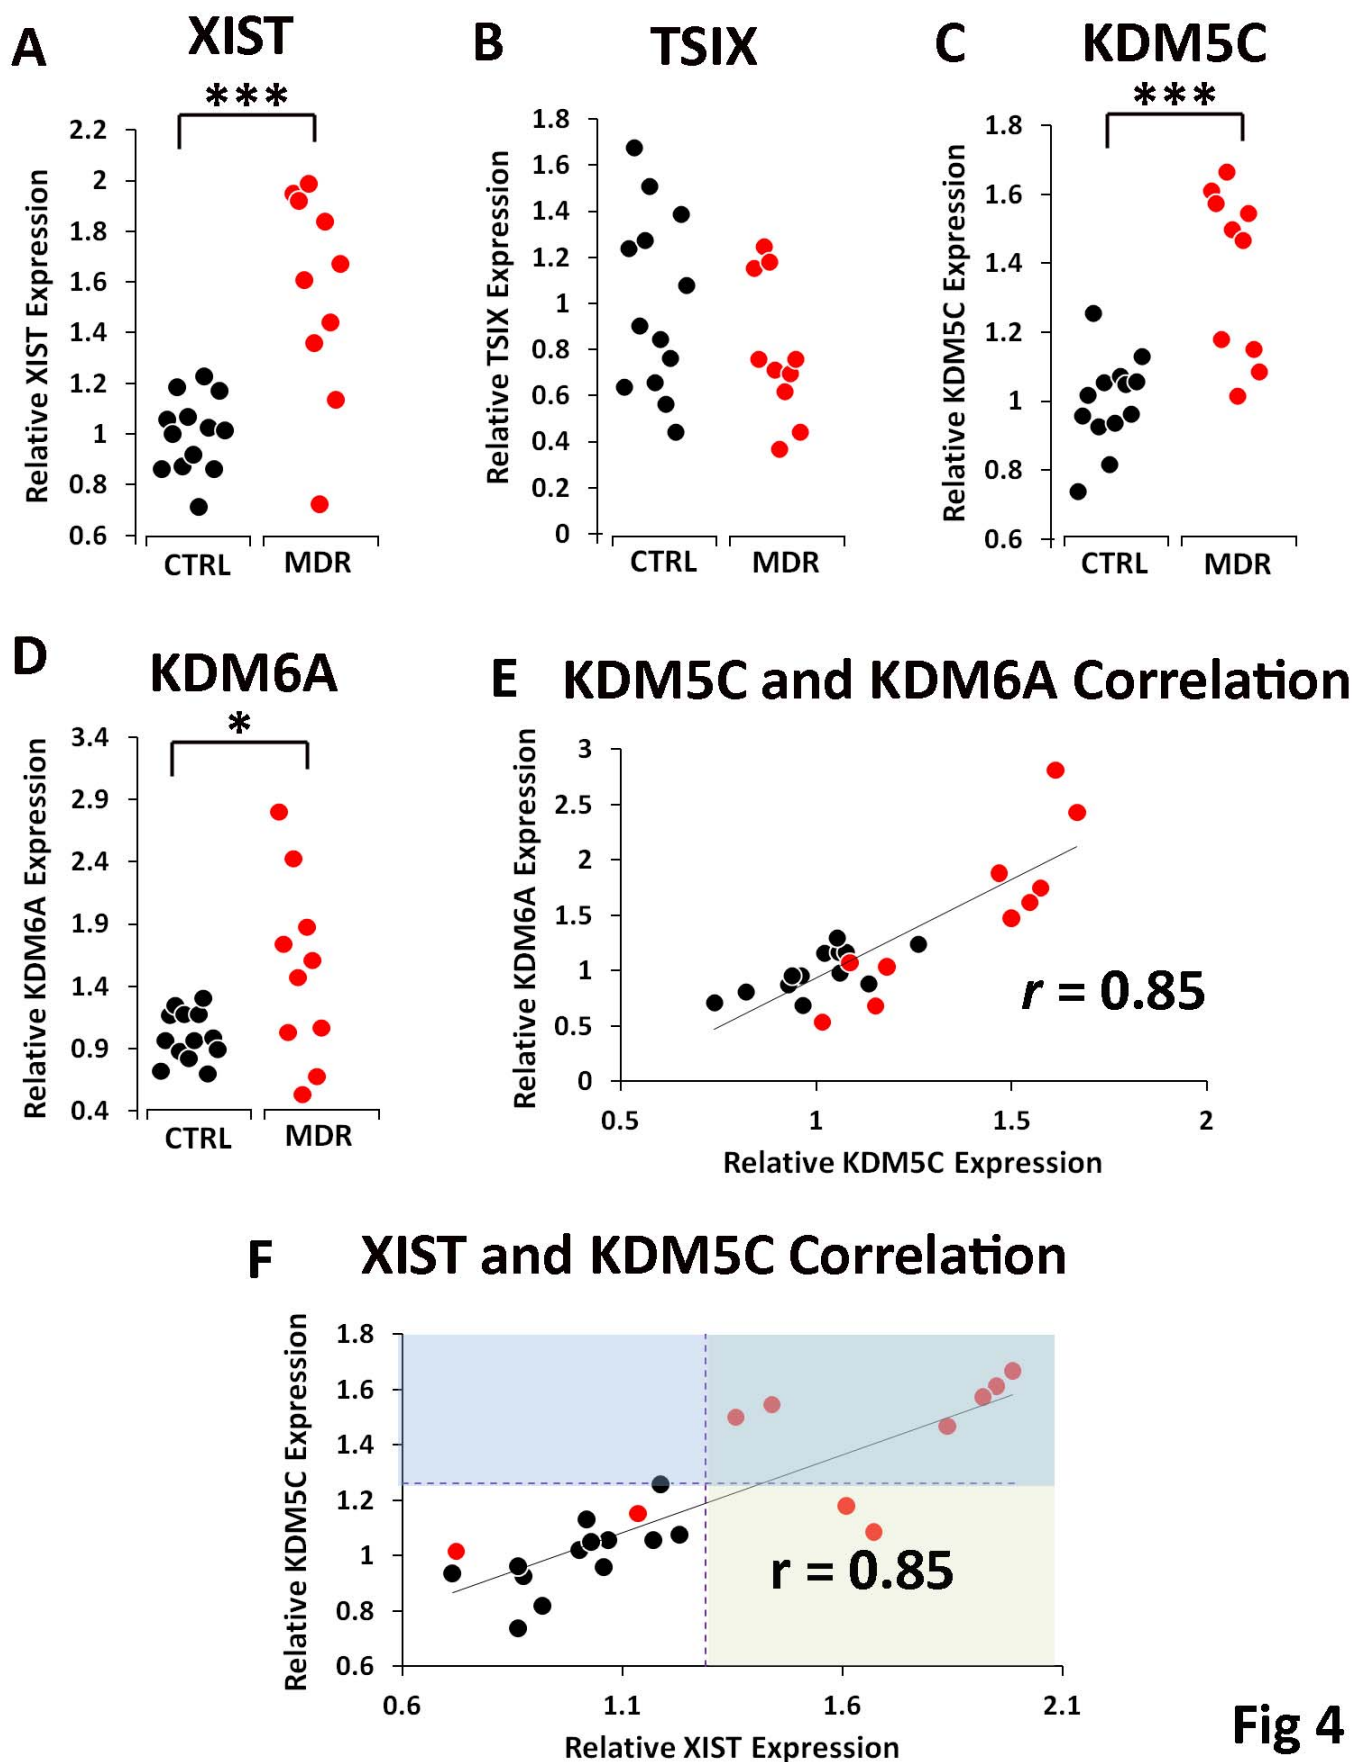 A
XIST
***
Relative XIST Expression
2.2
2
1.8
1.6
1.4
1.2
1
0.8
0.6
CTRL
MDR
B
TSIX
Relative TSIX Expression
1.8
1.6
1.4
1.2
1
0.8
0.6
0.4
0.2
0
CTRL
MDR
C
KDM5C
***
Relative KDM5C Expression
1.8
1.6
1.4
1.2
1
0.8
0.6
CTRL
MDR
D
KDM6A
*
Relative KDM6A Expression
3.4
2.9
2.4
1.9
1.4
0.9
0.4
CTRL
MDR
E
KDM5C and KDM6A Correlation
Relative KDM6A Expression
3
2.5
2
1.5
1
0.5
0
r = 0.85
0.5 1 1.5 2
Relative KDM5C Expression
F
XIST and KDM5C Correlation
Relative KDM5C Expression
1.8
1.6
1.4
1.2
1
0.8
0.6
r = 0.85
0.6 1.1 1.6 2.1
Relative XIST Expression
Fig 4